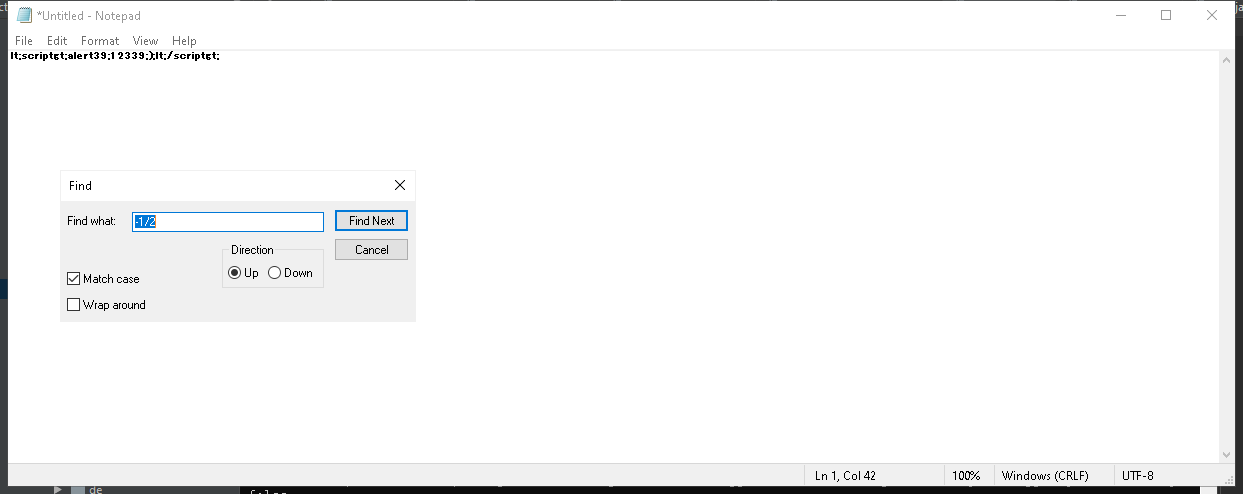 *Untitled - Notepad
File Edit Format View Help
lt;scriptgt;alert39;12339;);lt;/scriptgt;
Find
Find what: -1/2 Find Next
Direction Cancel
Up Down
Match case
Wrap around
Ln 1, Col 42 100% Windows (CRLF) UTF-8
de